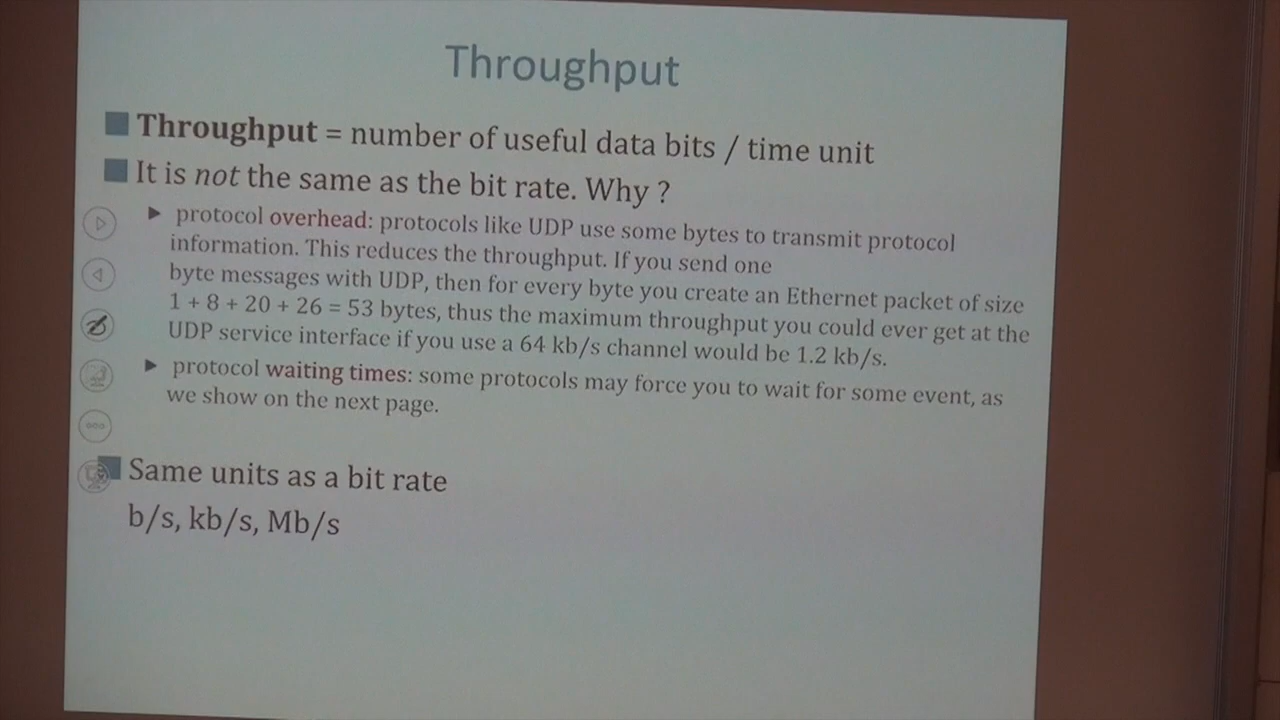 Throughput
Throughput = number of useful data bits / time unit
It is not the same as the bit rate. Why ?
protocol overhead: protocols like UDP use some bytes to transmit protocol
information. This reduces the throughput. If you send one
byte messages with UDP, then for every byte you create an Ethernet packet of size
1 + 8 + 20 + 26 = 53 bytes, thus the maximum throughput you could ever get at the
UDP service interface if you use a 64 kb/s channel would be 1.2 kb/s.
protocol waiting times: some protocols may force you to wait for some event, as
we show on the next page.
Same units as a bit rate
b/s, kb/s, Mb/s